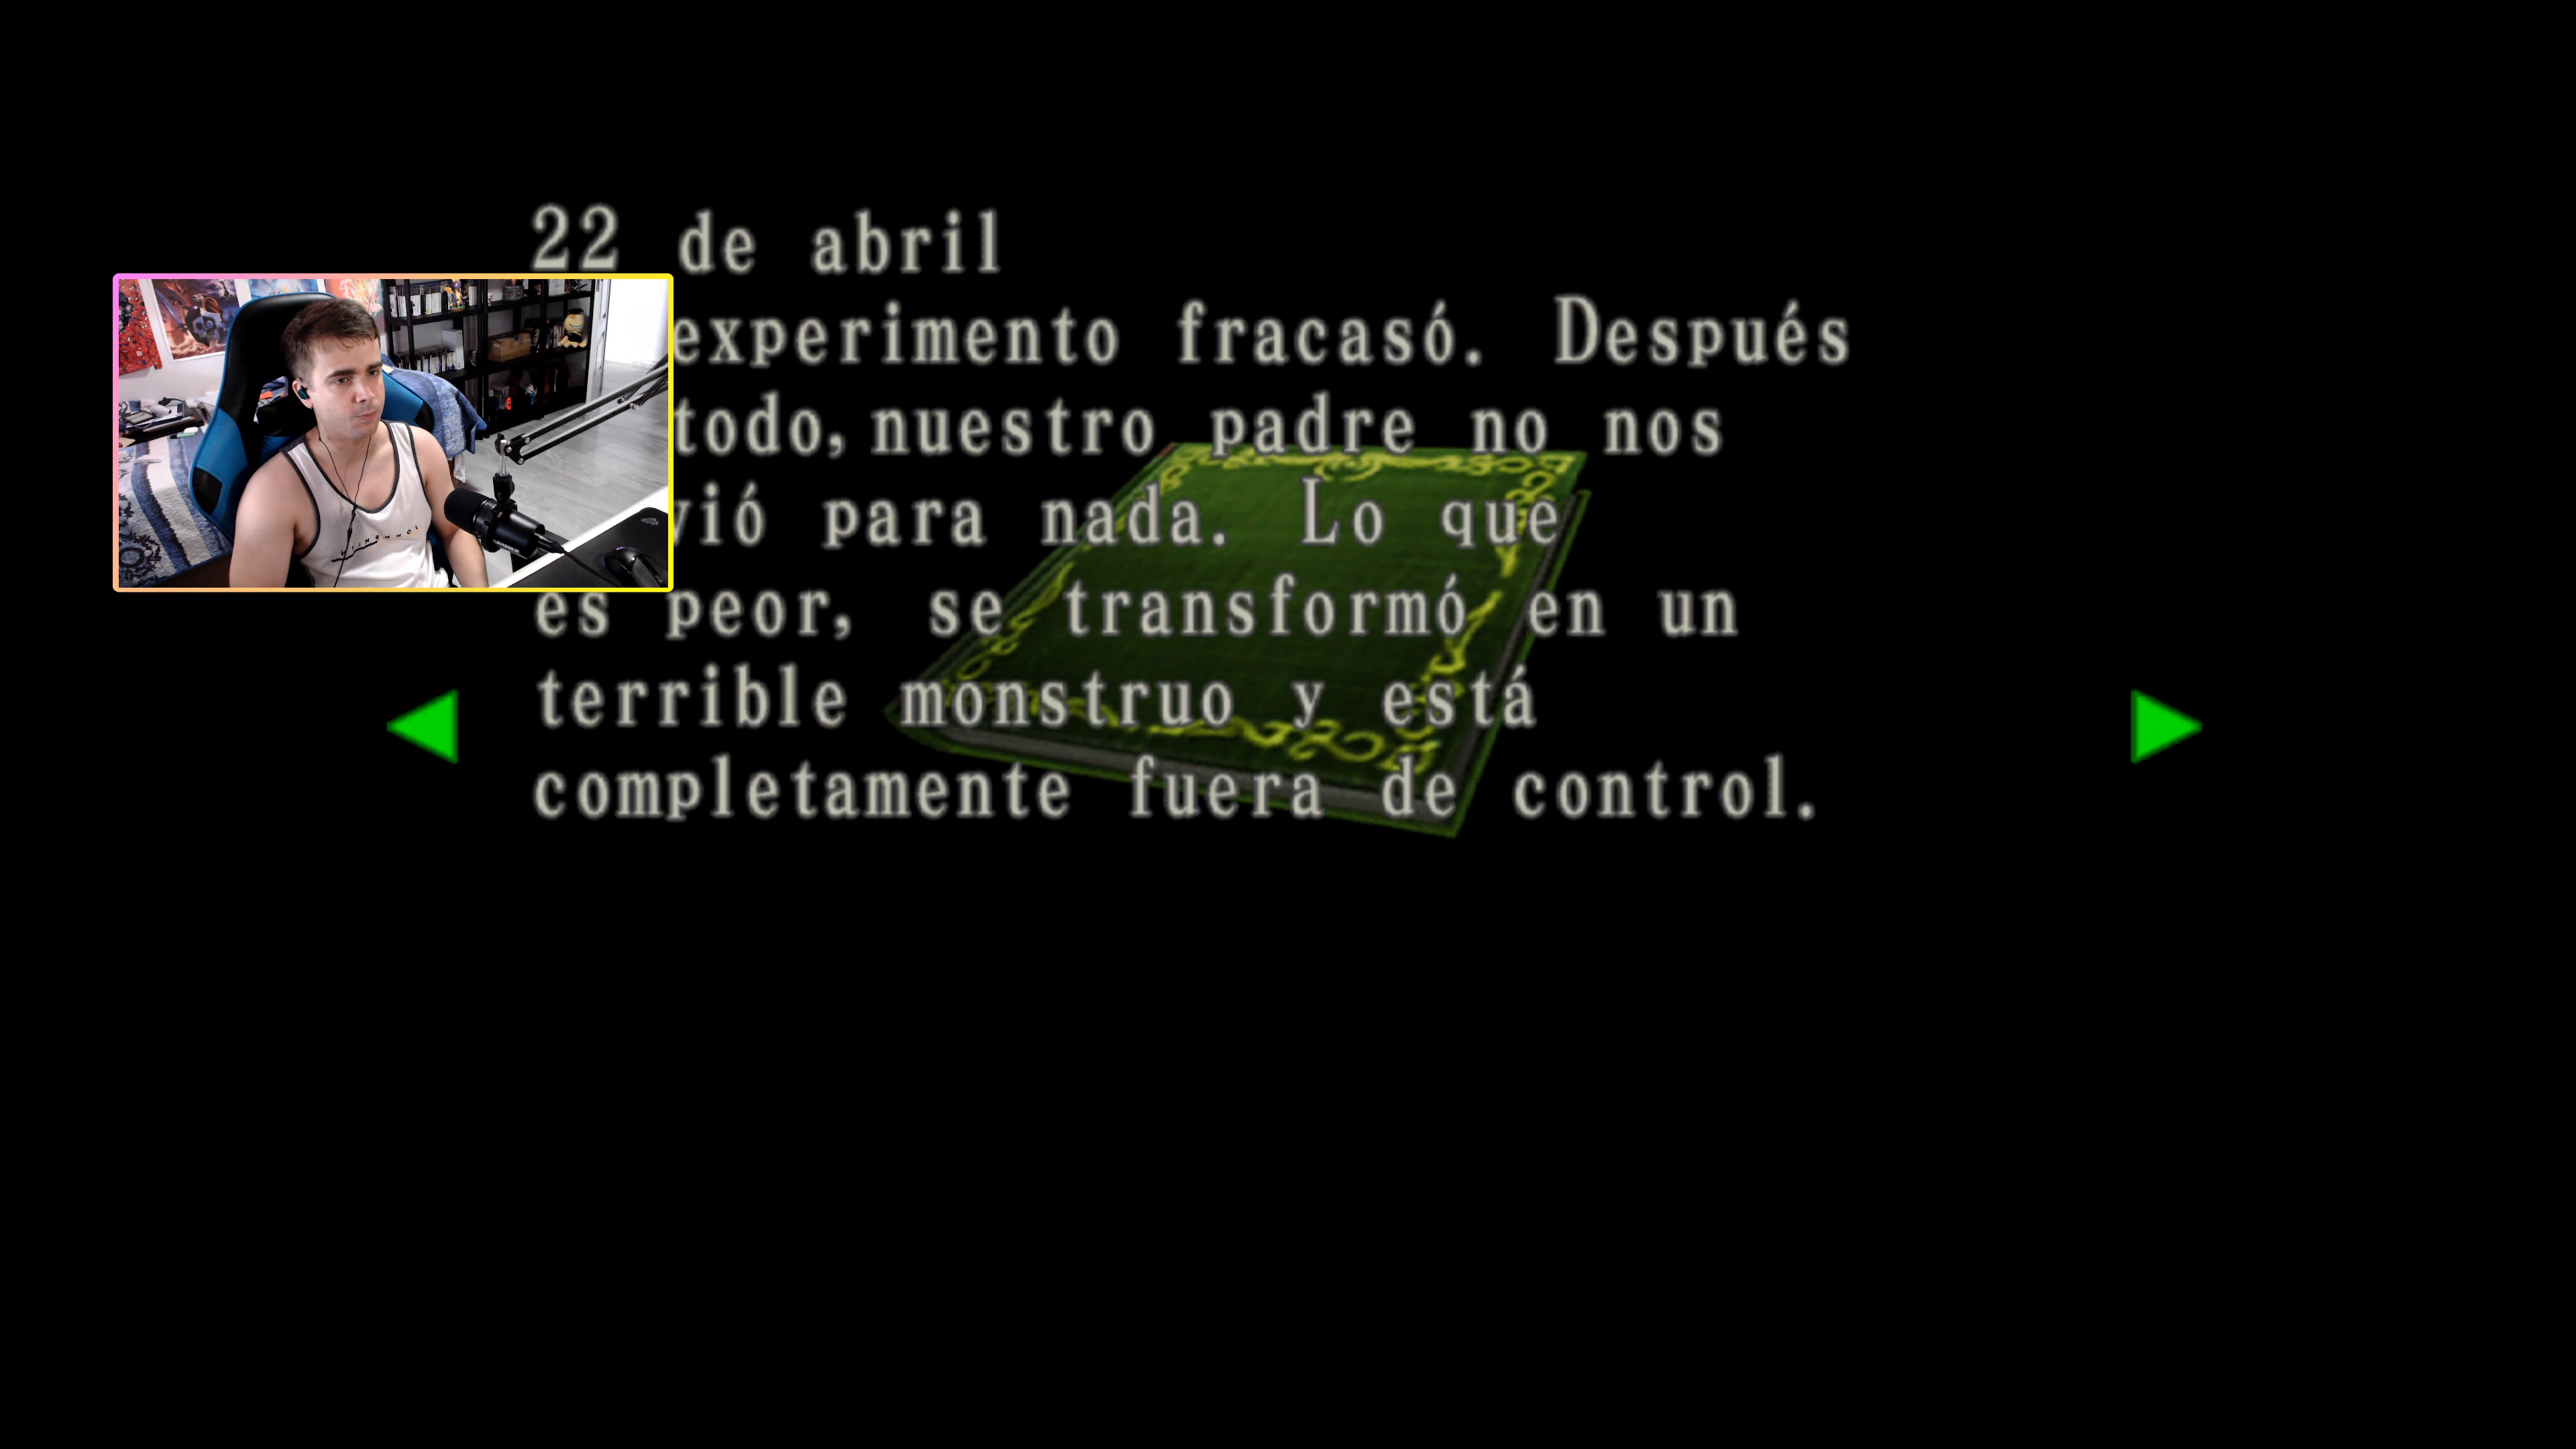 22 de abril
experimento fracasó. Después
todo, nuestro padre no nos
vió para nada. Lo que
es peor, se transformó en un
terrible monstruo y está
completamente fuera de control.